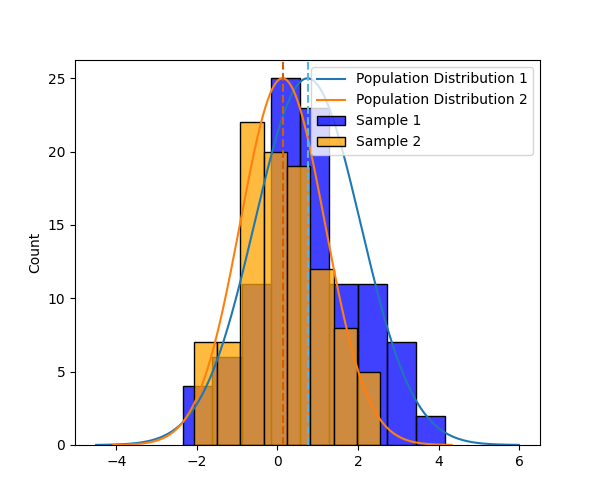 Population Distribution 1
Population Distribution 2
Sample 1
Sample 2
Count
25
20
15
10
5
0
−4 −2 0 2 4 6